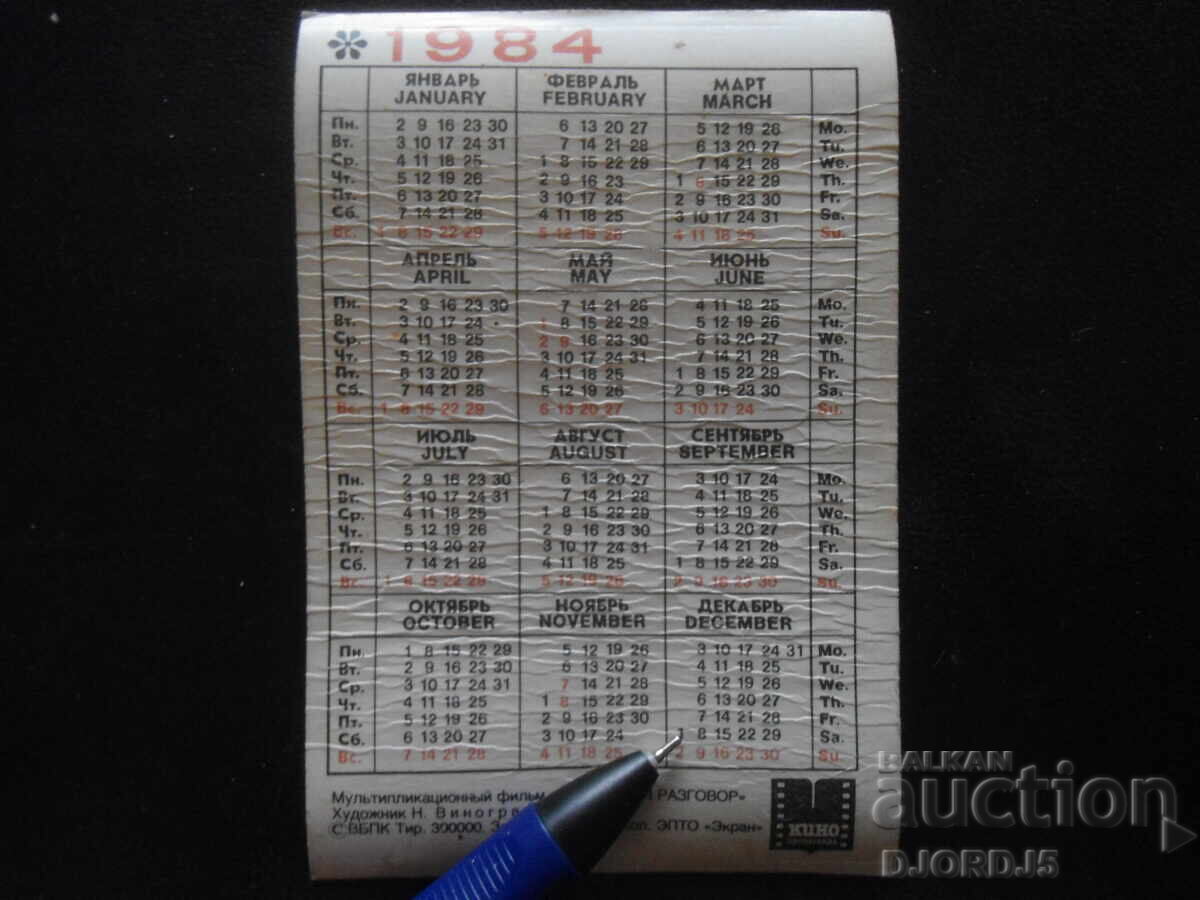 * 1984
ЯНВАРЬ ФЕВРАЛЬ МАРТ
JANUARY FEBRUARY MARCH
Пн. 2 9 16 23 30 6 13 20 27 5 12 19 26 Mo.
Вт. 3 10 17 24 31 7 14 21 28 6 13 20 27 Tu.
Ср. 4 11 18 25 1 8 15 22 29 7 14 21 28 We.
Чт. 5 12 19 26 2 9 16 23 1 8 15 22 29 Th.
Пт. 6 13 20 27 3 10 17 24 2 9 16 23 30 Fr.
Сб. 7 14 21 28 4 11 18 25 3 10 17 24 31 Sa.
Вс. 1 8 15 22 29 5 12 19 26 4 11 18 25 Su.
АПРЕЛЬ МАЙ ИЮНЬ
APRIL MAY JUNE
Пн. 2 9 16 23 30 7 14 21 28 4 11 18 25 Mo.
Вт. 3 10 17 24 1 8 15 22 29 5 12 19 26 Tu.
Ср. 4 11 18 25 2 9 16 23 30 6 13 20 27 We.
Чт. 5 12 19 26 3 10 17 24 31 7 14 21 28 Th.
Пт. 6 13 20 27 4 11 18 25 1 8 15 22 29 Fr.
Сб. 7 14 21 28 5 12 19 26 2 9 16 23 30 Sa.
Вс. 1 8 15 22 29 6 13 20 27 3 10 17 24 Su.
ИЮЛЬ АВГУСТ СЕНТЯБРЬ
JULY AUGUST SEPTEMBER
Пн. 2 9 16 23 30 6 13 20 27 3 10 17 24 Mo.
Вт. 3 10 17 24 31 7 14 21 28 4 11 18 25 Tu.
Ср. 4 11 18 25 1 8 15 22 29 5 12 19 26 We.
Чт. 5 12 19 26 2 9 16 23 30 6 13 20 27 Th.
Пт. 6 13 20 27 3 10 17 24 31 7 14 21 28 Fr.
Сб. 7 14 21 28 4 11 18 25 1 8 15 22 29 Sa.
Вс. 1 8 15 22 29 5 12 19 26 2 9 16 23 30 Su.
ОКТЯБРЬ НОЯБРЬ ДЕКАБРЬ
OCTOBER NOVEMBER DECEMBER
Пн. 1 8 15 22 29 5 12 19 26 3 10 17 24 31 Mo.
Вт. 2 9 16 23 30 6 13 20 27 4 11 18 25 Tu.
Ср. 3 10 17 24 31 7 14 21 28 5 12 19 26 We.
Чт. 4 11 18 25 1 8 15 22 29 6 13 20 27 Th.
Пт. 5 12 19 26 2 9 16 23 30 7 14 21 28 Fr.
Сб. 6 13 20 27 3 10 17 24 1 8 15 22 29 Sa.
Вс. 7 14 21 28 4 11 18 25 2 9 16 23 30 Su.
Мультипликационный фильм РАЗГОВОР»
Художник Н.
С ВБПК Тир. 300000. ЭПТО «Экран»
КИНО
BALKAN
auction
DJORDJ5